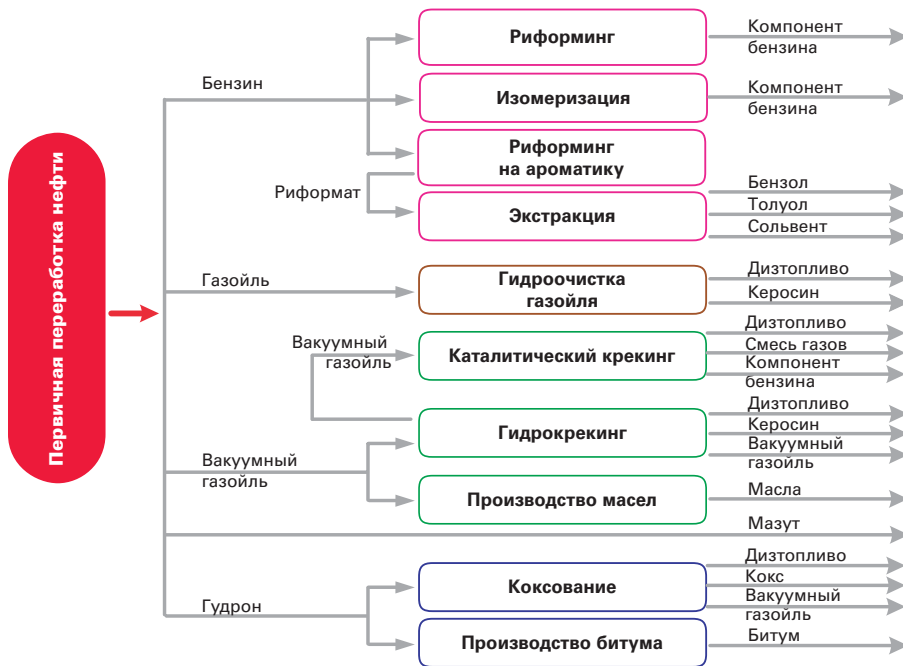 Первичная переработка нефти
Бензин
Риформинг
Компонент
бензина
Изомеризация
Компонент
бензина
Риформинг
на ароматику
Риформат
Экстракция
Бензол
Толуол
Сольвент
Газойль
Гидроочистка
газойля
Дизтопливо
Керосин
Вакуумный
газойль
Каталитический крекинг
Дизтопливо
Смесь газов
Компонент
бензина
Гидрокрекинг
Дизтопливо
Керосин
Вакуумный
газойль
Вакуумный
газойль
Производство масел
Масла
Мазут
Гудрон
Коксование
Дизтопливо
Кокс
Вакуумный
газойль
Производство битума
Битум